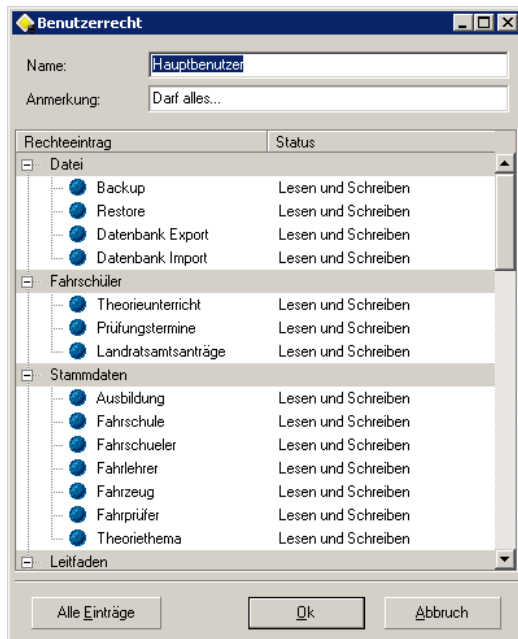 Benutzerrecht
Name: Hauptbenutzer
Anmerkung: Darf alles...
Rechteeintrag Status
Datei
Backup Lesen und Schreiben
Restore Lesen und Schreiben
Datenbank Export Lesen und Schreiben
Datenbank Import Lesen und Schreiben
Fahrschüler
Theorieunterricht Lesen und Schreiben
Prüfungstermine Lesen und Schreiben
Landratsamtsanträge Lesen und Schreiben
Stammdaten
Ausbildung Lesen und Schreiben
Fahrschule Lesen und Schreiben
Fahrschueler Lesen und Schreiben
Fahrlehrer Lesen und Schreiben
Fahrzeug Lesen und Schreiben
Fahrprüfer Lesen und Schreiben
Theoriethema Lesen und Schreiben
Leitfaden
Alle Einträge Ok Abbruch